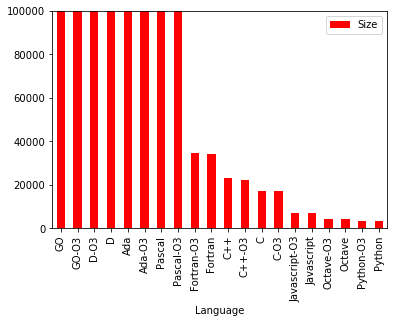 100000
80000
60000
40000
20000
0
Size
GO
GO-O3
D-O3
D
Ada
Ada-O3
Pascal
Pascal-O3
Fortran-O3
Fortran
C++
C++-O3
C
C-O3
Javascript-O3
Javascript
Octave-O3
Octave
Python-O3
Python
Language